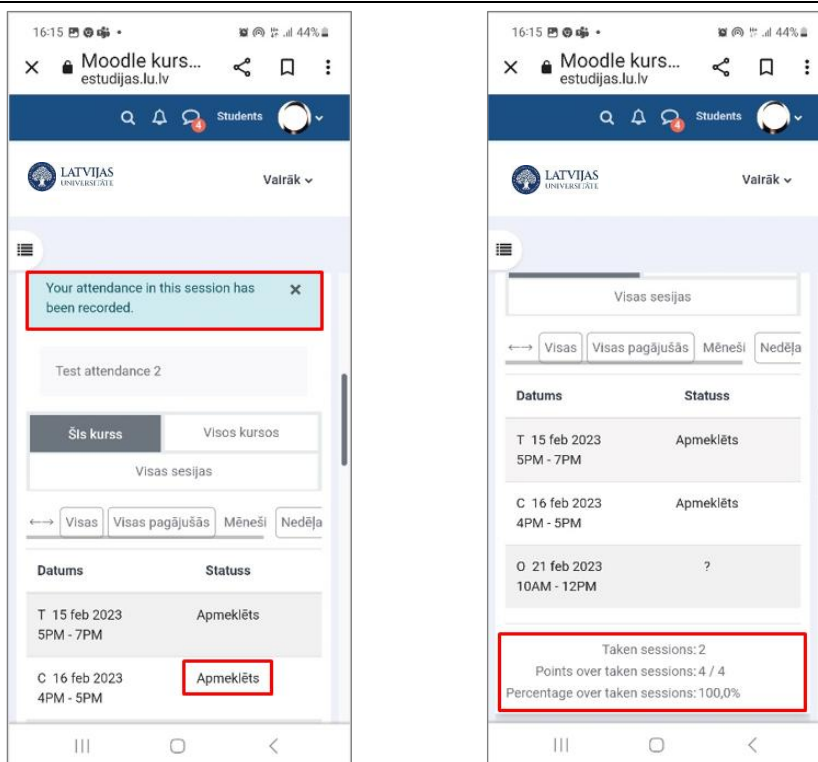 16:15
44%
Moodle kurs...
estudijas.lu.lv
4
Students
LATVIJAS
UNIVERSITĀTE
Vairāk
Your attendance in this session has
been recorded.
Test attendance 2
Šis kurss
Visos kursos
Visas sesijas
Visas
Visas pagājušās
Mēneši
Nedēļa
Datums
Statuss
T 15 feb 2023
Apmeklēts
5PM - 7PM
C 16 feb 2023
Apmeklēts
4PM - 5PM
16:15
44%
Moodle kurs...
estudijas.lu.lv
4
Students
LATVIJAS
UNIVERSITĀTE
Vairāk
Visas sesijas
Visas
Visas pagājušās
Mēneši
Nedēļa
Datums
Statuss
T 15 feb 2023
Apmeklēts
5PM - 7PM
C 16 feb 2023
Apmeklēts
4PM - 5PM
O 21 feb 2023
?
10AM - 12PM
Taken sessions: 2
Points over taken sessions: 4 / 4
Percentage over taken sessions: 100,0%